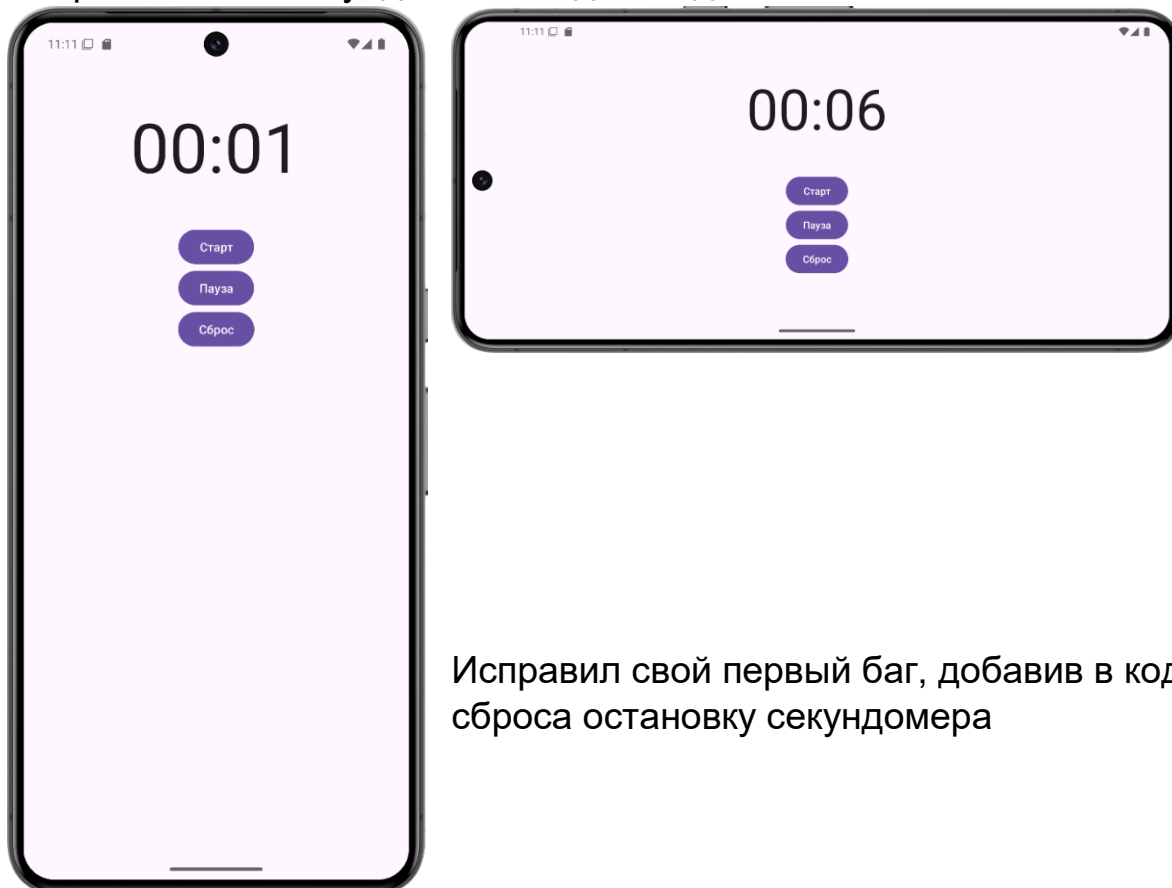 11:11
00:01
Старт
Пауза
Сброс
11:11
00:06
Старт
Пауза
Сброс
Исправил свой первый баг, добавив в код
сброса остановку секундомера